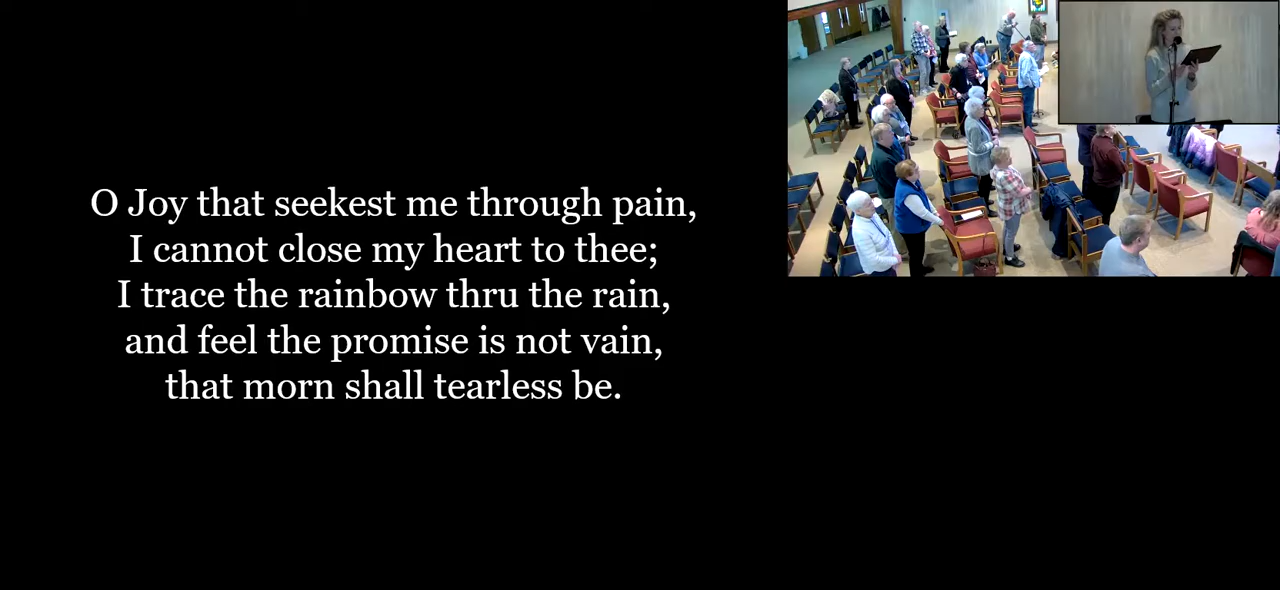 O Joy that seekest me through pain,
I cannot close my heart to thee;
I trace the rainbow thru the rain,
and feel the promise is not vain,
that morn shall tearless be.